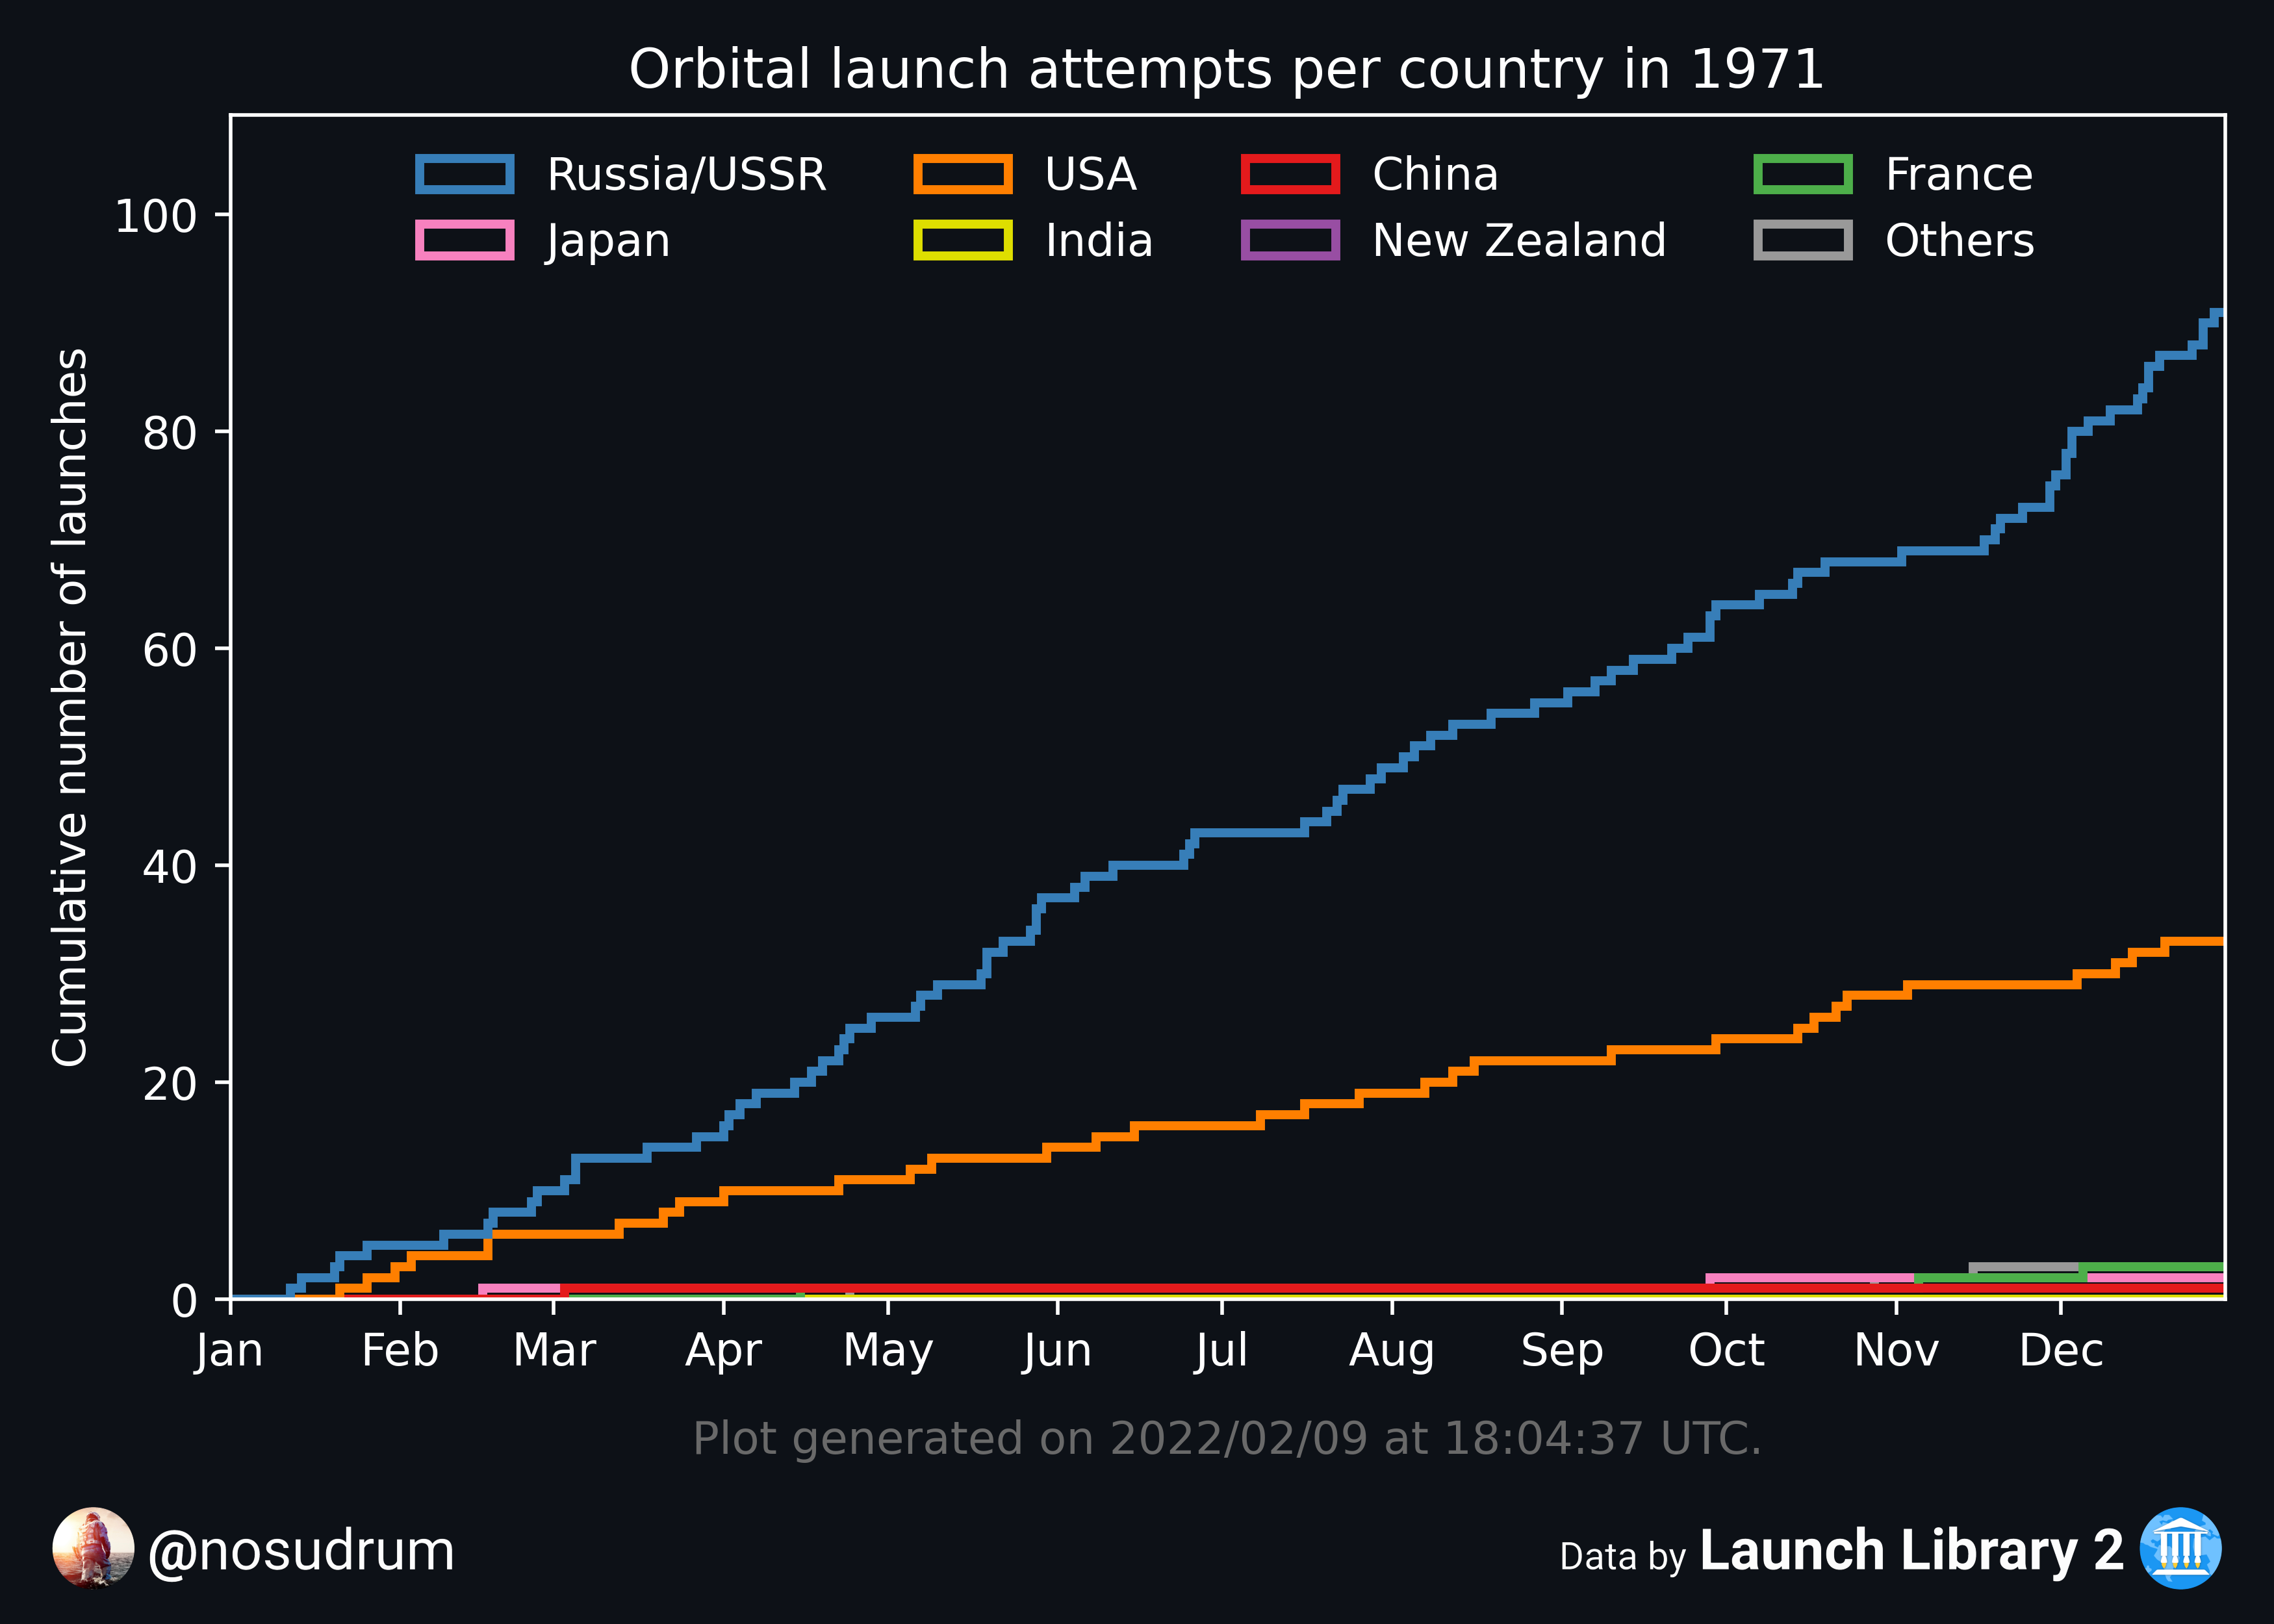 Orbital launch attempts per country in 1971
Russia/USSR USA China France
Japan India New Zealand Others
Cumulative number of launches
100
80
60
40
20
0
Jan Feb Mar Apr May Jun Jul Aug Sep Oct Nov Dec
Plot generated on 2022/02/09 at 18:04:37 UTC.
@nosudrum
Data by Launch Library 2